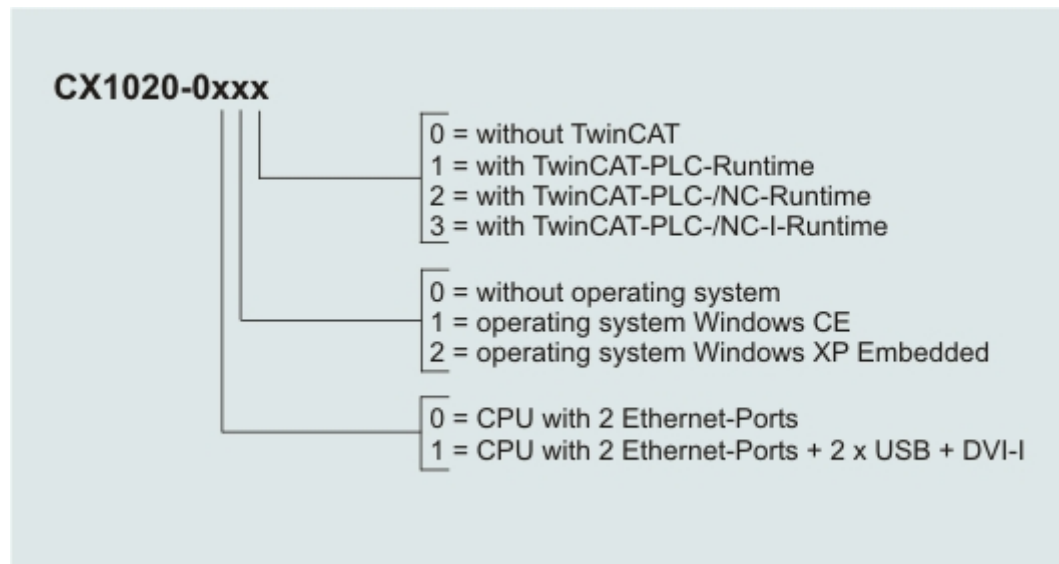 CX1020-0xxx
0 = without TwinCAT
1 = with TwinCAT-PLC-Runtime
2 = with TwinCAT-PLC-/NC-Runtime
3 = with TwinCAT-PLC-/NC-I-Runtime
0 = without operating system
1 = operating system Windows CE
2 = operating system Windows XP Embedded
0 = CPU with 2 Ethernet-Ports
1 = CPU with 2 Ethernet-Ports + 2 x USB + DVI-I